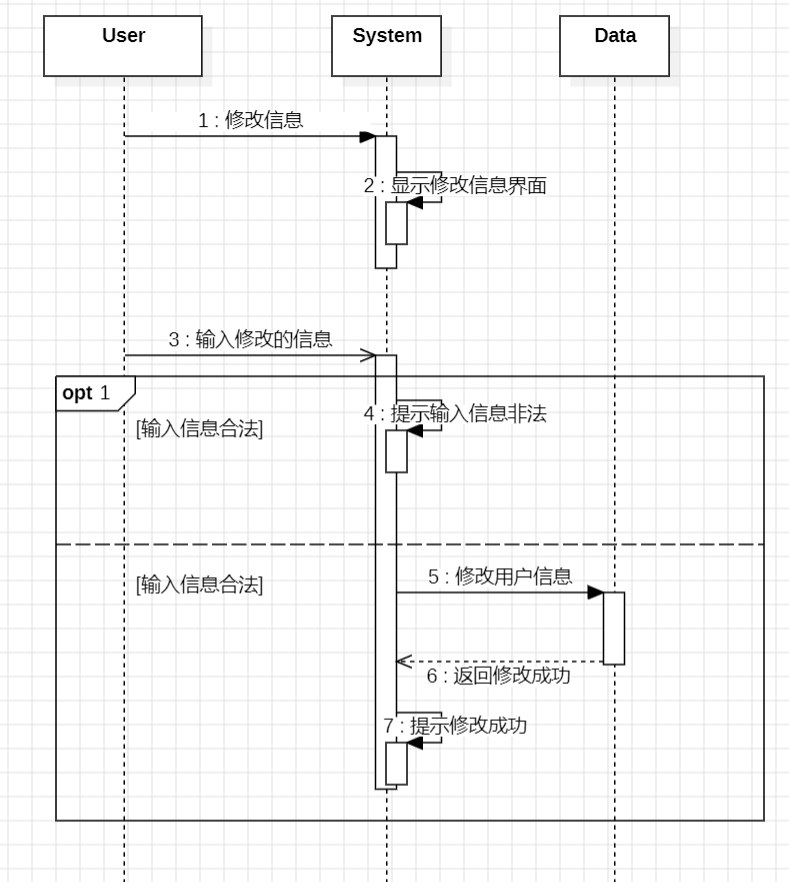 User
System
Data
1 : 修改信息
2 : 显示修改信息界面
3 : 输入修改的信息
opt 1
4 : 提示输入信息非法
[输入信息合法]
5 : 修改用户信息
[输入信息合法]
6 : 返回修改成功
7 : 提示修改成功